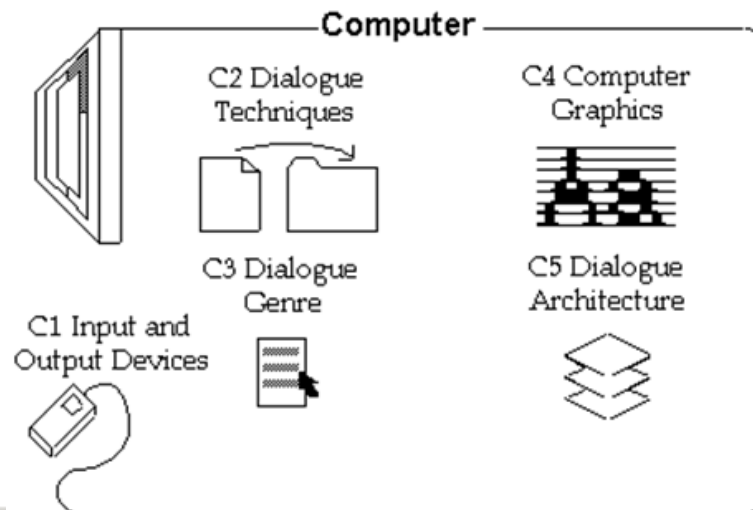 Computer
C2 Dialogue
Techniques
C4 Computer
Graphics
C3 Dialogue
Genre
C5 Dialogue
Architecture
C1 Input and
Output Devices